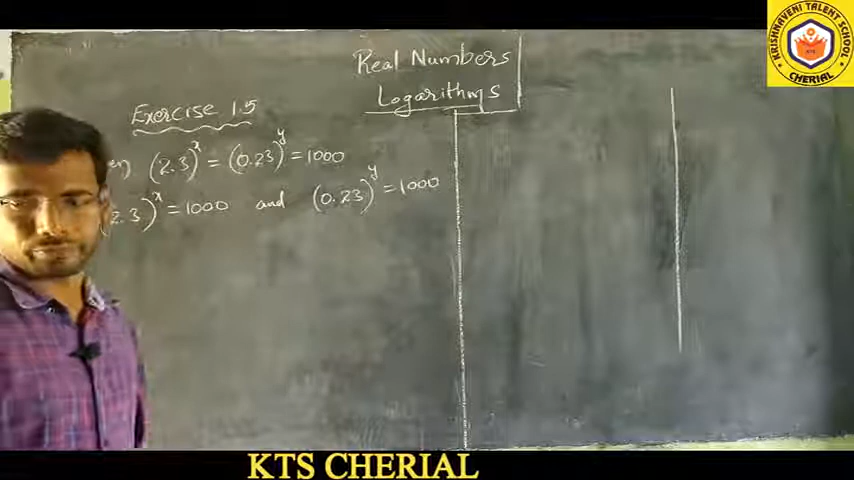 Real Numbers
Logarithms
Exercise 1.5
(2.3)^x = (0.23)^y = 1000
2.3)^x = 1000 and (0.23)^y = 1000
KRISHNAVENI TALENT SCHOOL
KTS
CHERIAL
KTS CHERIAL